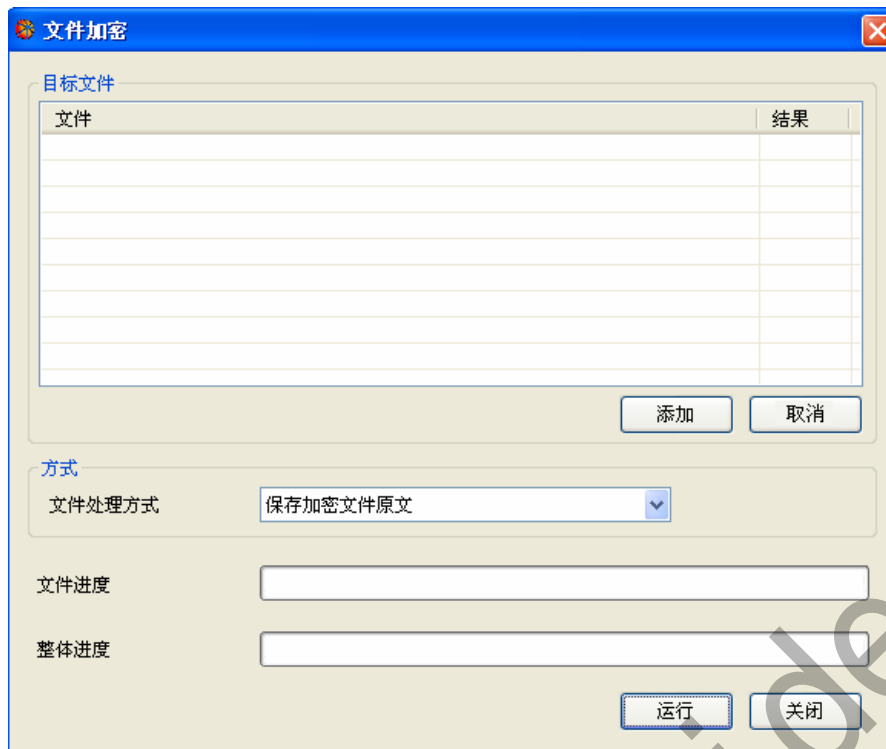 文件加密
目标文件
文件 结果
添加 取消
方式
文件处理方式 保存加密文件原文
文件进度
整体进度
运行 关闭